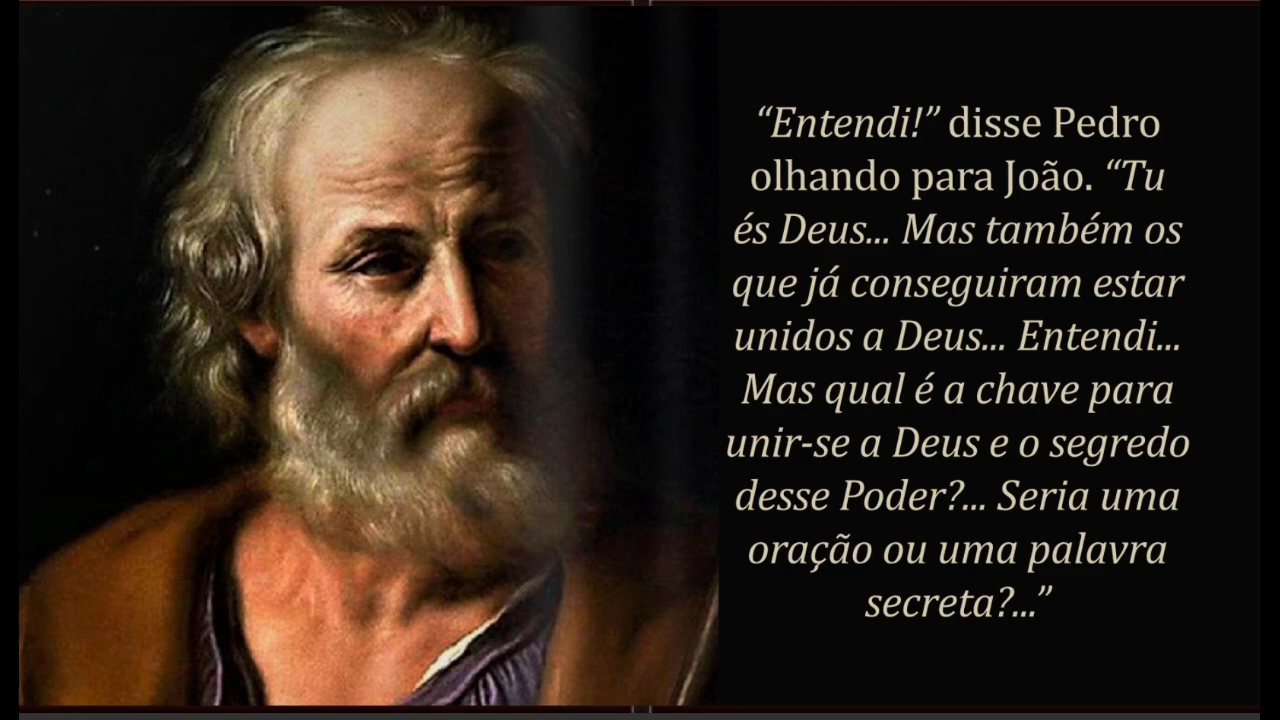 “Entendi!” disse Pedro
olhando para João. “Tu
és Deus... Mas também os
que já conseguiram estar
unidos a Deus... Entendi...
Mas qual é a chave para
unir-se a Deus e o segredo
desse Poder?... Seria uma
oração ou uma palavra
secreta?...”